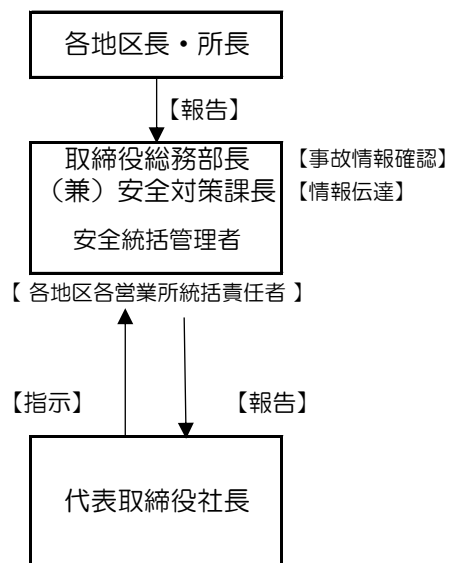 各地区長・所長
【報告】
取締役総務部長
【事故情報確認】
（兼）安全対策課長
【情報伝達】
安全統括管理者
【 各地区各営業所統括責任者 】
【指示】
【報告】
代表取締役社長